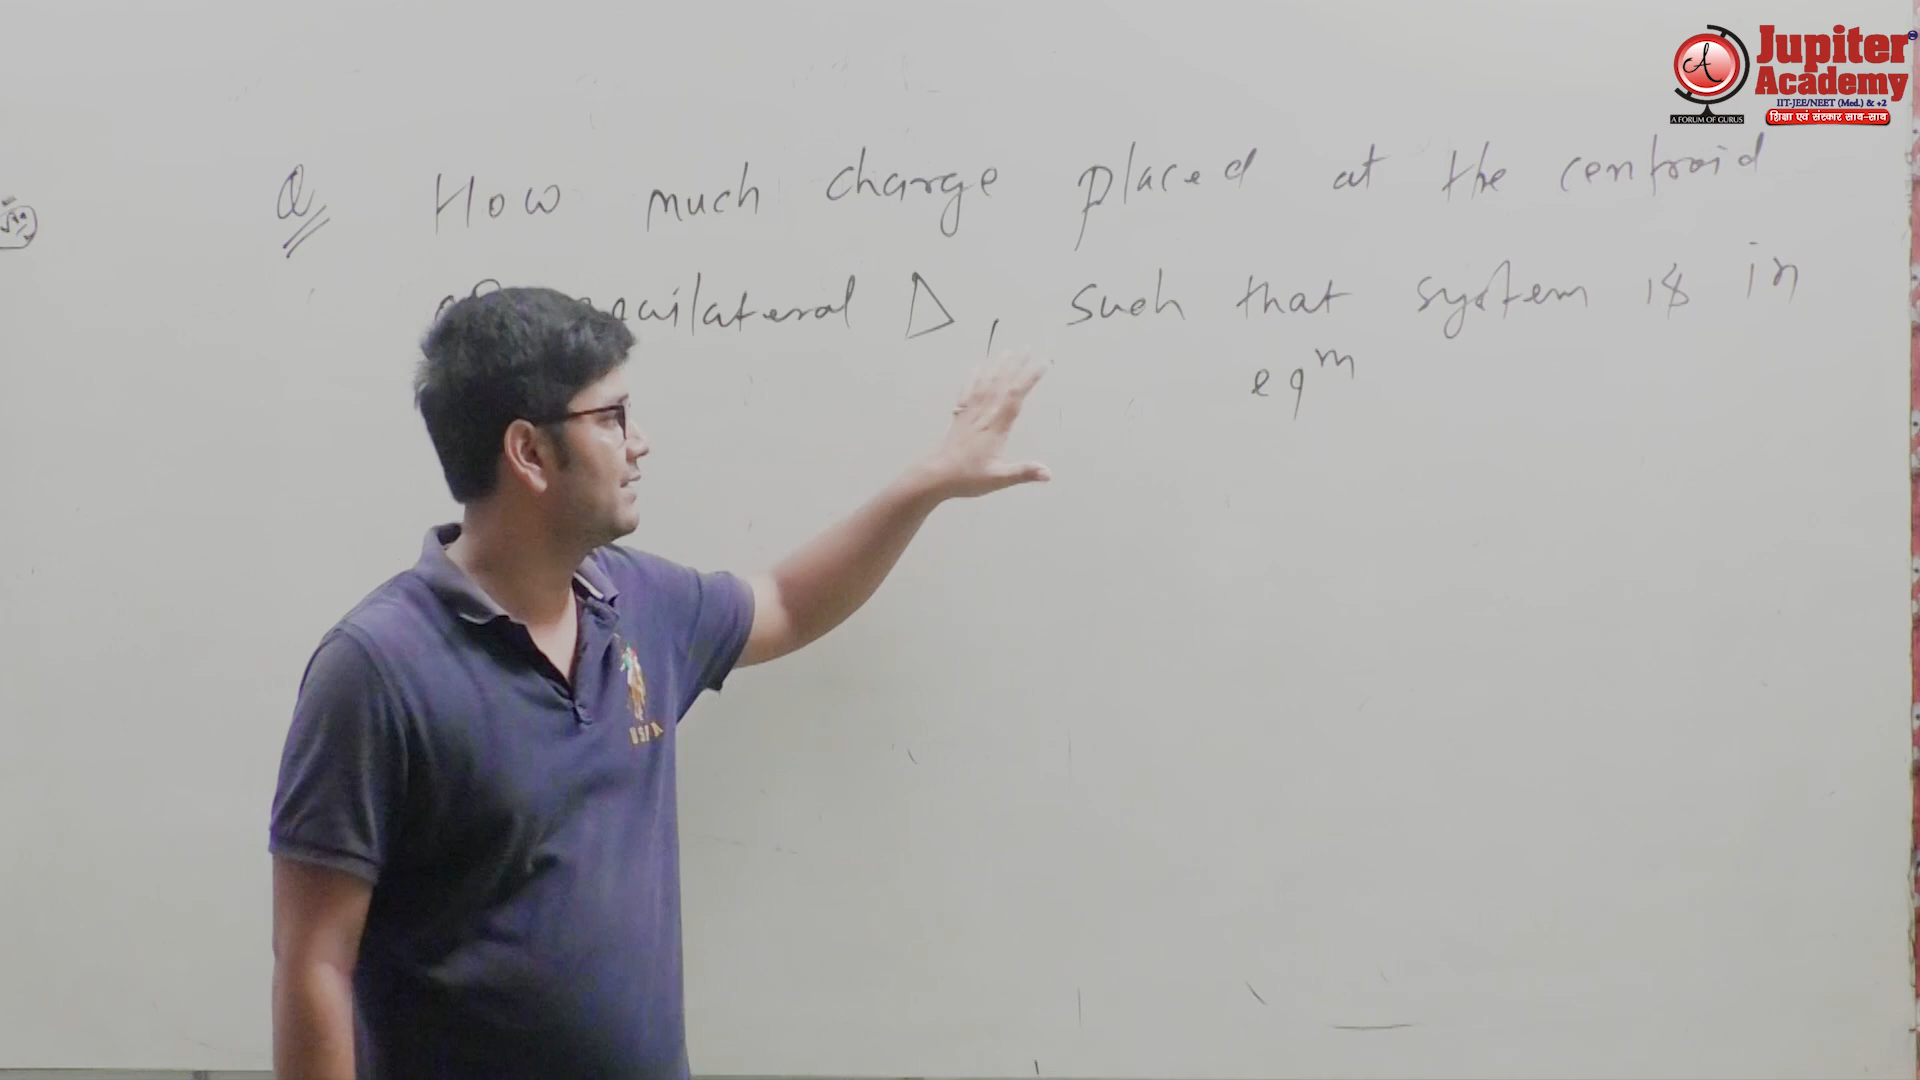 Jupiter
Academy
IIT-JEE/NEET (Med.) & +2
A FORUM OF GURUS
शिक्षा एवं संस्कार साथ-साथ
Q How much charge placed at the centroid
Δ, such that system is in
eqm